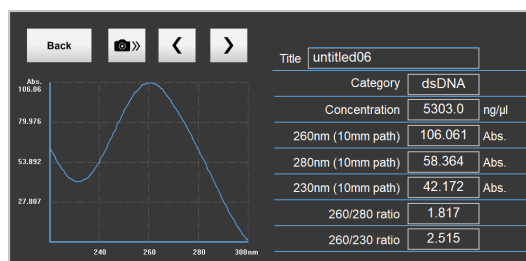 Back
»
Title untitled06
Category dsDNA
Concentration 5303.0 ng/µl
260nm (10mm path) 106.061 Abs.
280nm (10mm path) 58.364 Abs.
230nm (10mm path) 42.172 Abs.
260/280 ratio 1.817
260/230 ratio 2.515
Abs.
106.06
79.976
53.892
27.807
240 260 280 300nm